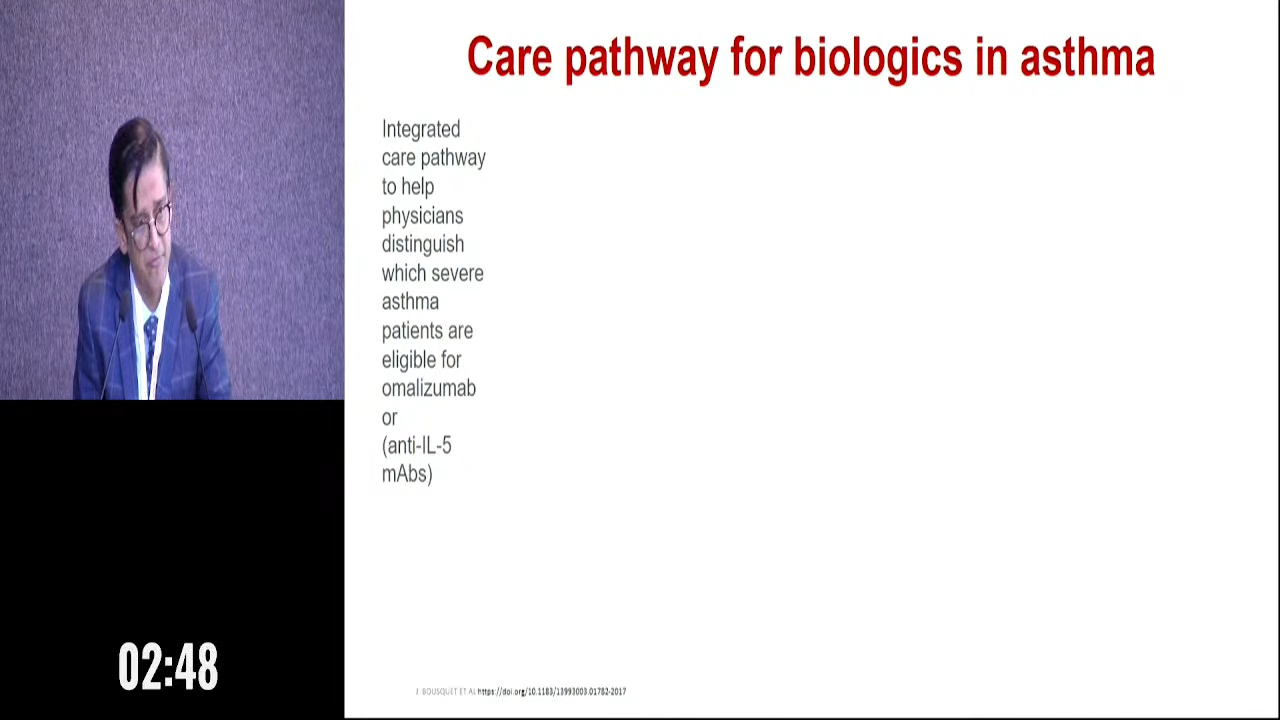 Care pathway for biologics in asthma
Integrated
care pathway
to help
physicians
distinguish
which severe
asthma
patients are
eligible for
omalizumab
or
(anti-IL-5
mAbs)
J. BOUSQUET ET AL https://doi.org/10.1183/13993003.01782-2017
02:48